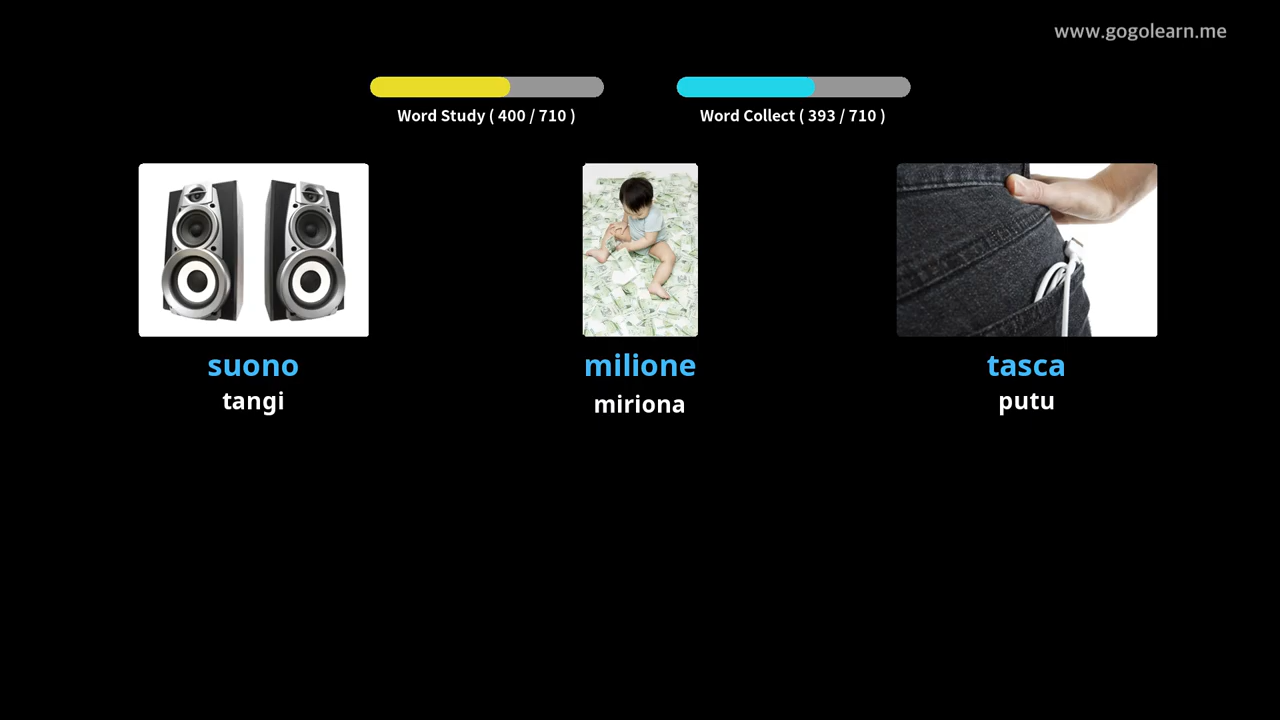 www.gogolearn.me
Word Study ( 400 / 710 )
Word Collect ( 393 / 710 )
suono
tangi
milione
miriona
tasca
putu